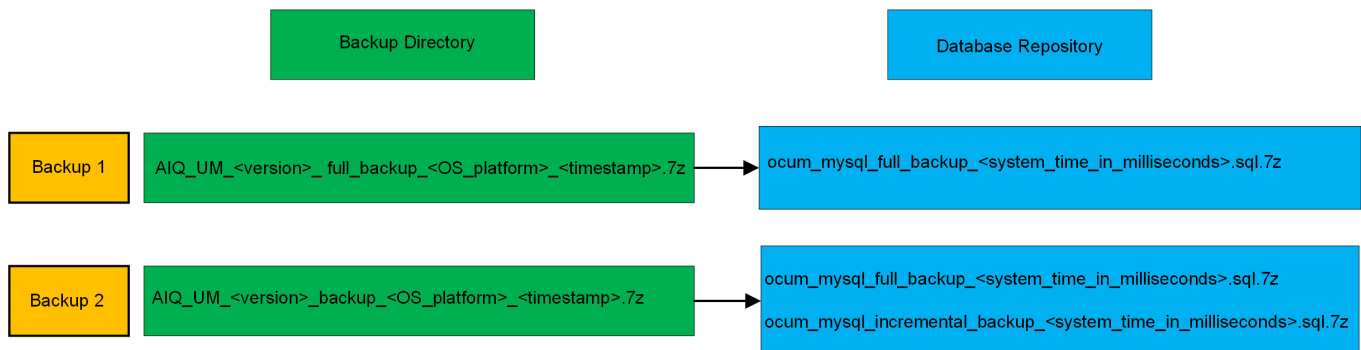 Backup Directory
Database Repository
Backup 1
AIQ_UM_<version>_ full_backup_<OS_platform>_<timestamp>.7z
ocum_mysql_full_backup_<system_time_in_milliseconds>.sql.7z
Backup 2
AIQ_UM_<version>_backup_<OS_platform>_<timestamp>.7z
ocum_mysql_full_backup_<system_time_in_milliseconds>.sql.7z
ocum_mysql_incremental_backup_<system_time_in_milliseconds>.sql.7z